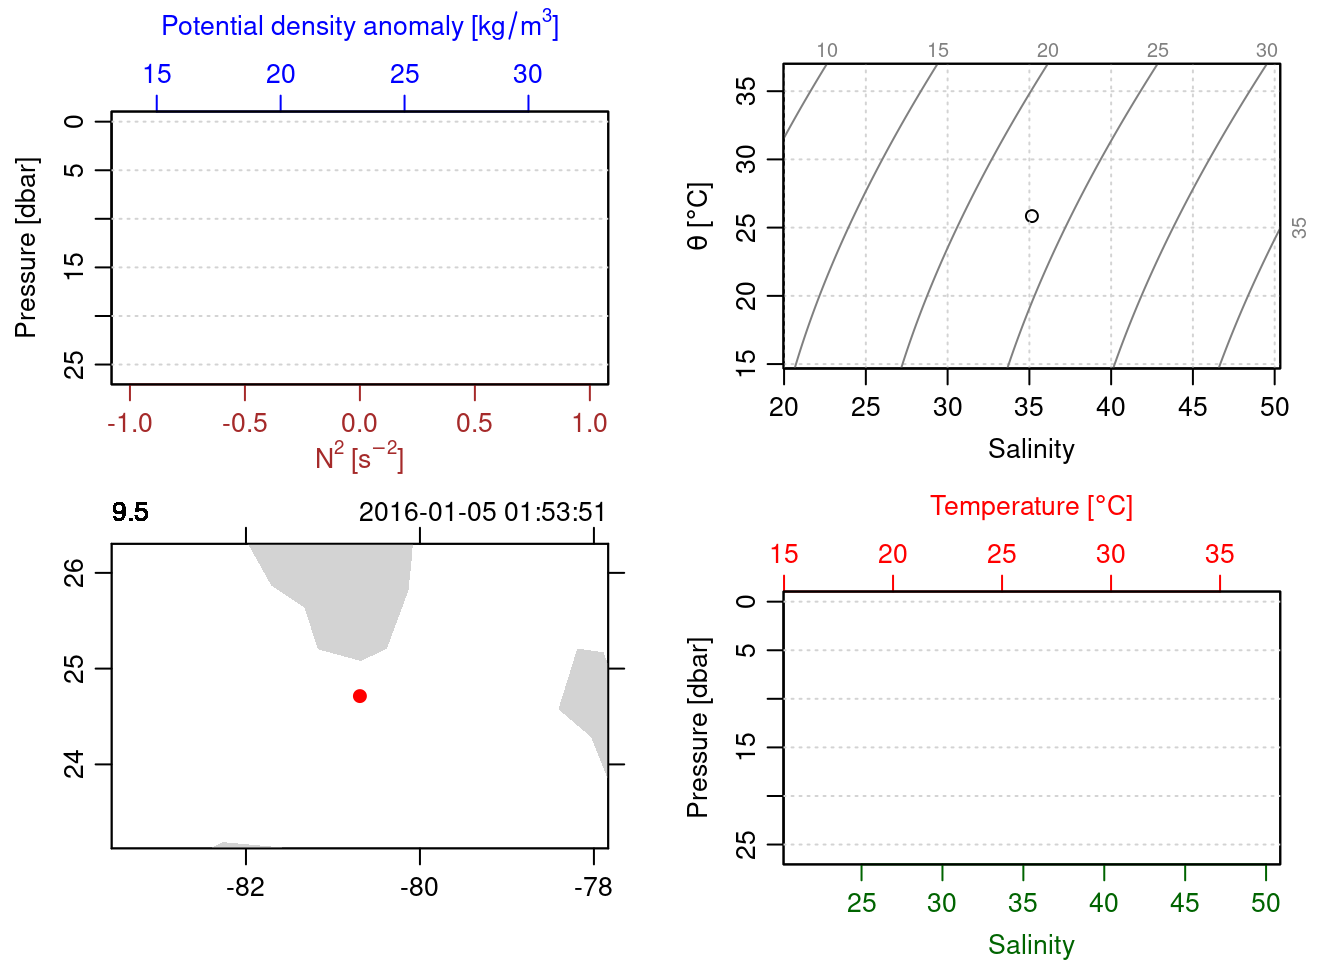 Potential density anomaly [kg/m³]
15 20 25 30
0
5
15
25
Pressure [dbar]
-1.0 -0.5 0.0 0.5 1.0
N² [s⁻²]
10 15 20 25 30
35
35
30
25
20
15
θ [°C]
20 25 30 35 40 45 50
Salinity
9.5 2016-01-05 01:53:51
26
25
24
-82 -80 -78
Temperature [°C]
15 20 25 30 35
0
5
15
25
Pressure [dbar]
25 30 35 40 45 50
Salinity